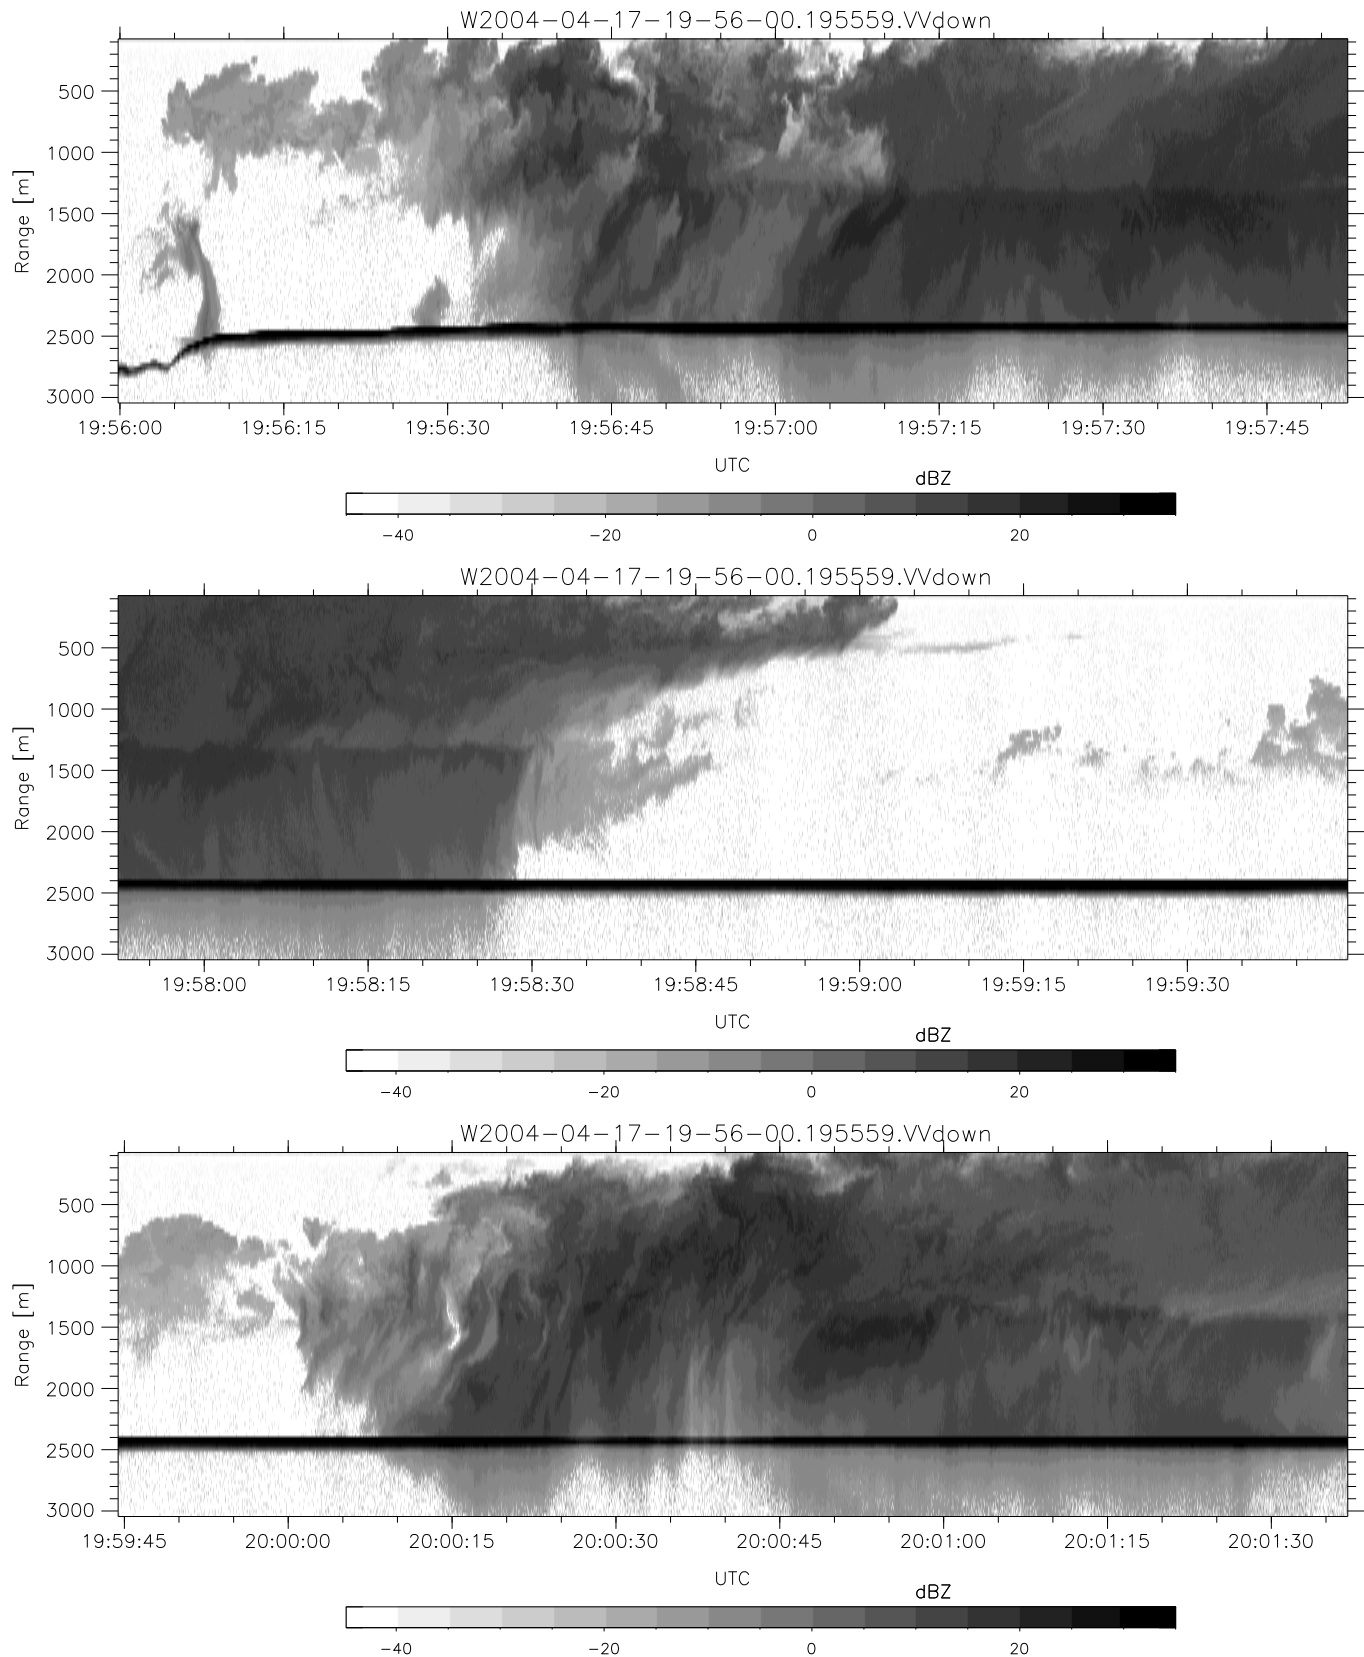 W2004-04-17-19-56-00.195559.VVdown
Range [m]
500
1000
1500
2000
2500
3000
19:56:00 19:56:15 19:56:30 19:56:45 19:57:00 19:57:15 19:57:30 19:57:45
UTC
dBZ
-40 -20 0 20
W2004-04-17-19-56-00.195559.VVdown
Range [m]
500
1000
1500
2000
2500
3000
19:58:00 19:58:15 19:58:30 19:58:45 19:59:00 19:59:15 19:59:30
UTC
dBZ
-40 -20 0 20
W2004-04-17-19-56-00.195559.VVdown
Range [m]
500
1000
1500
2000
2500
3000
19:59:45 20:00:00 20:00:15 20:00:30 20:00:45 20:01:00 20:01:15 20:01:30
UTC
dBZ
-40 -20 0 20